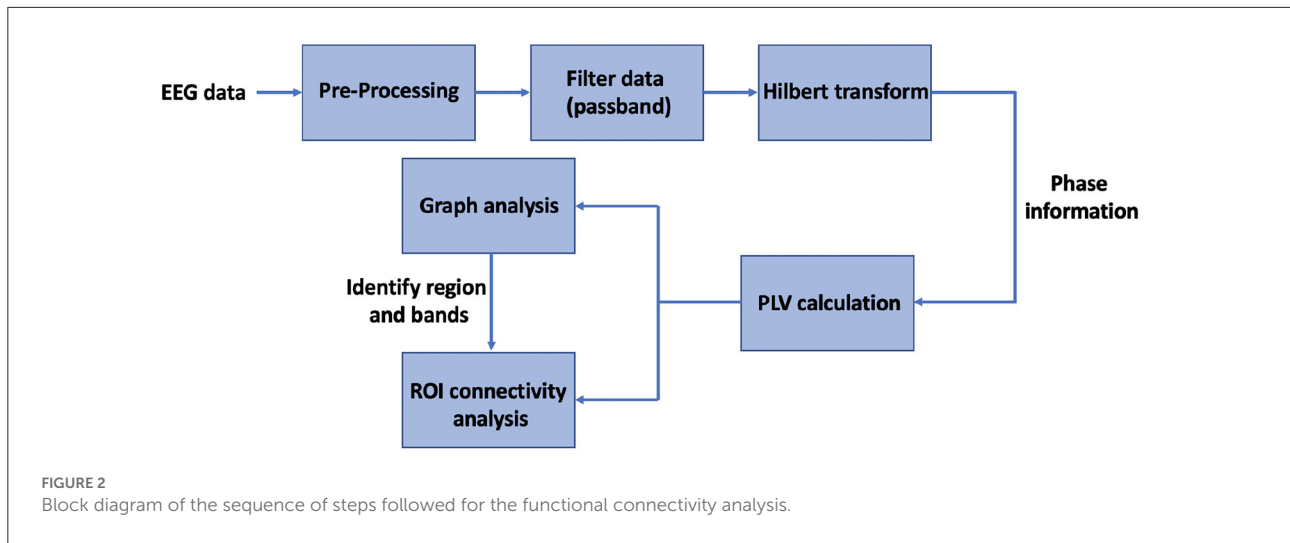 EEG data
Pre-Processing
Filter data
(passband)
Hilbert transform
Phase
information
PLV calculation
Graph analysis
Identify region
and bands
ROI connectivity
analysis
FIGURE 2
Block diagram of the sequence of steps followed for the functional connectivity analysis.